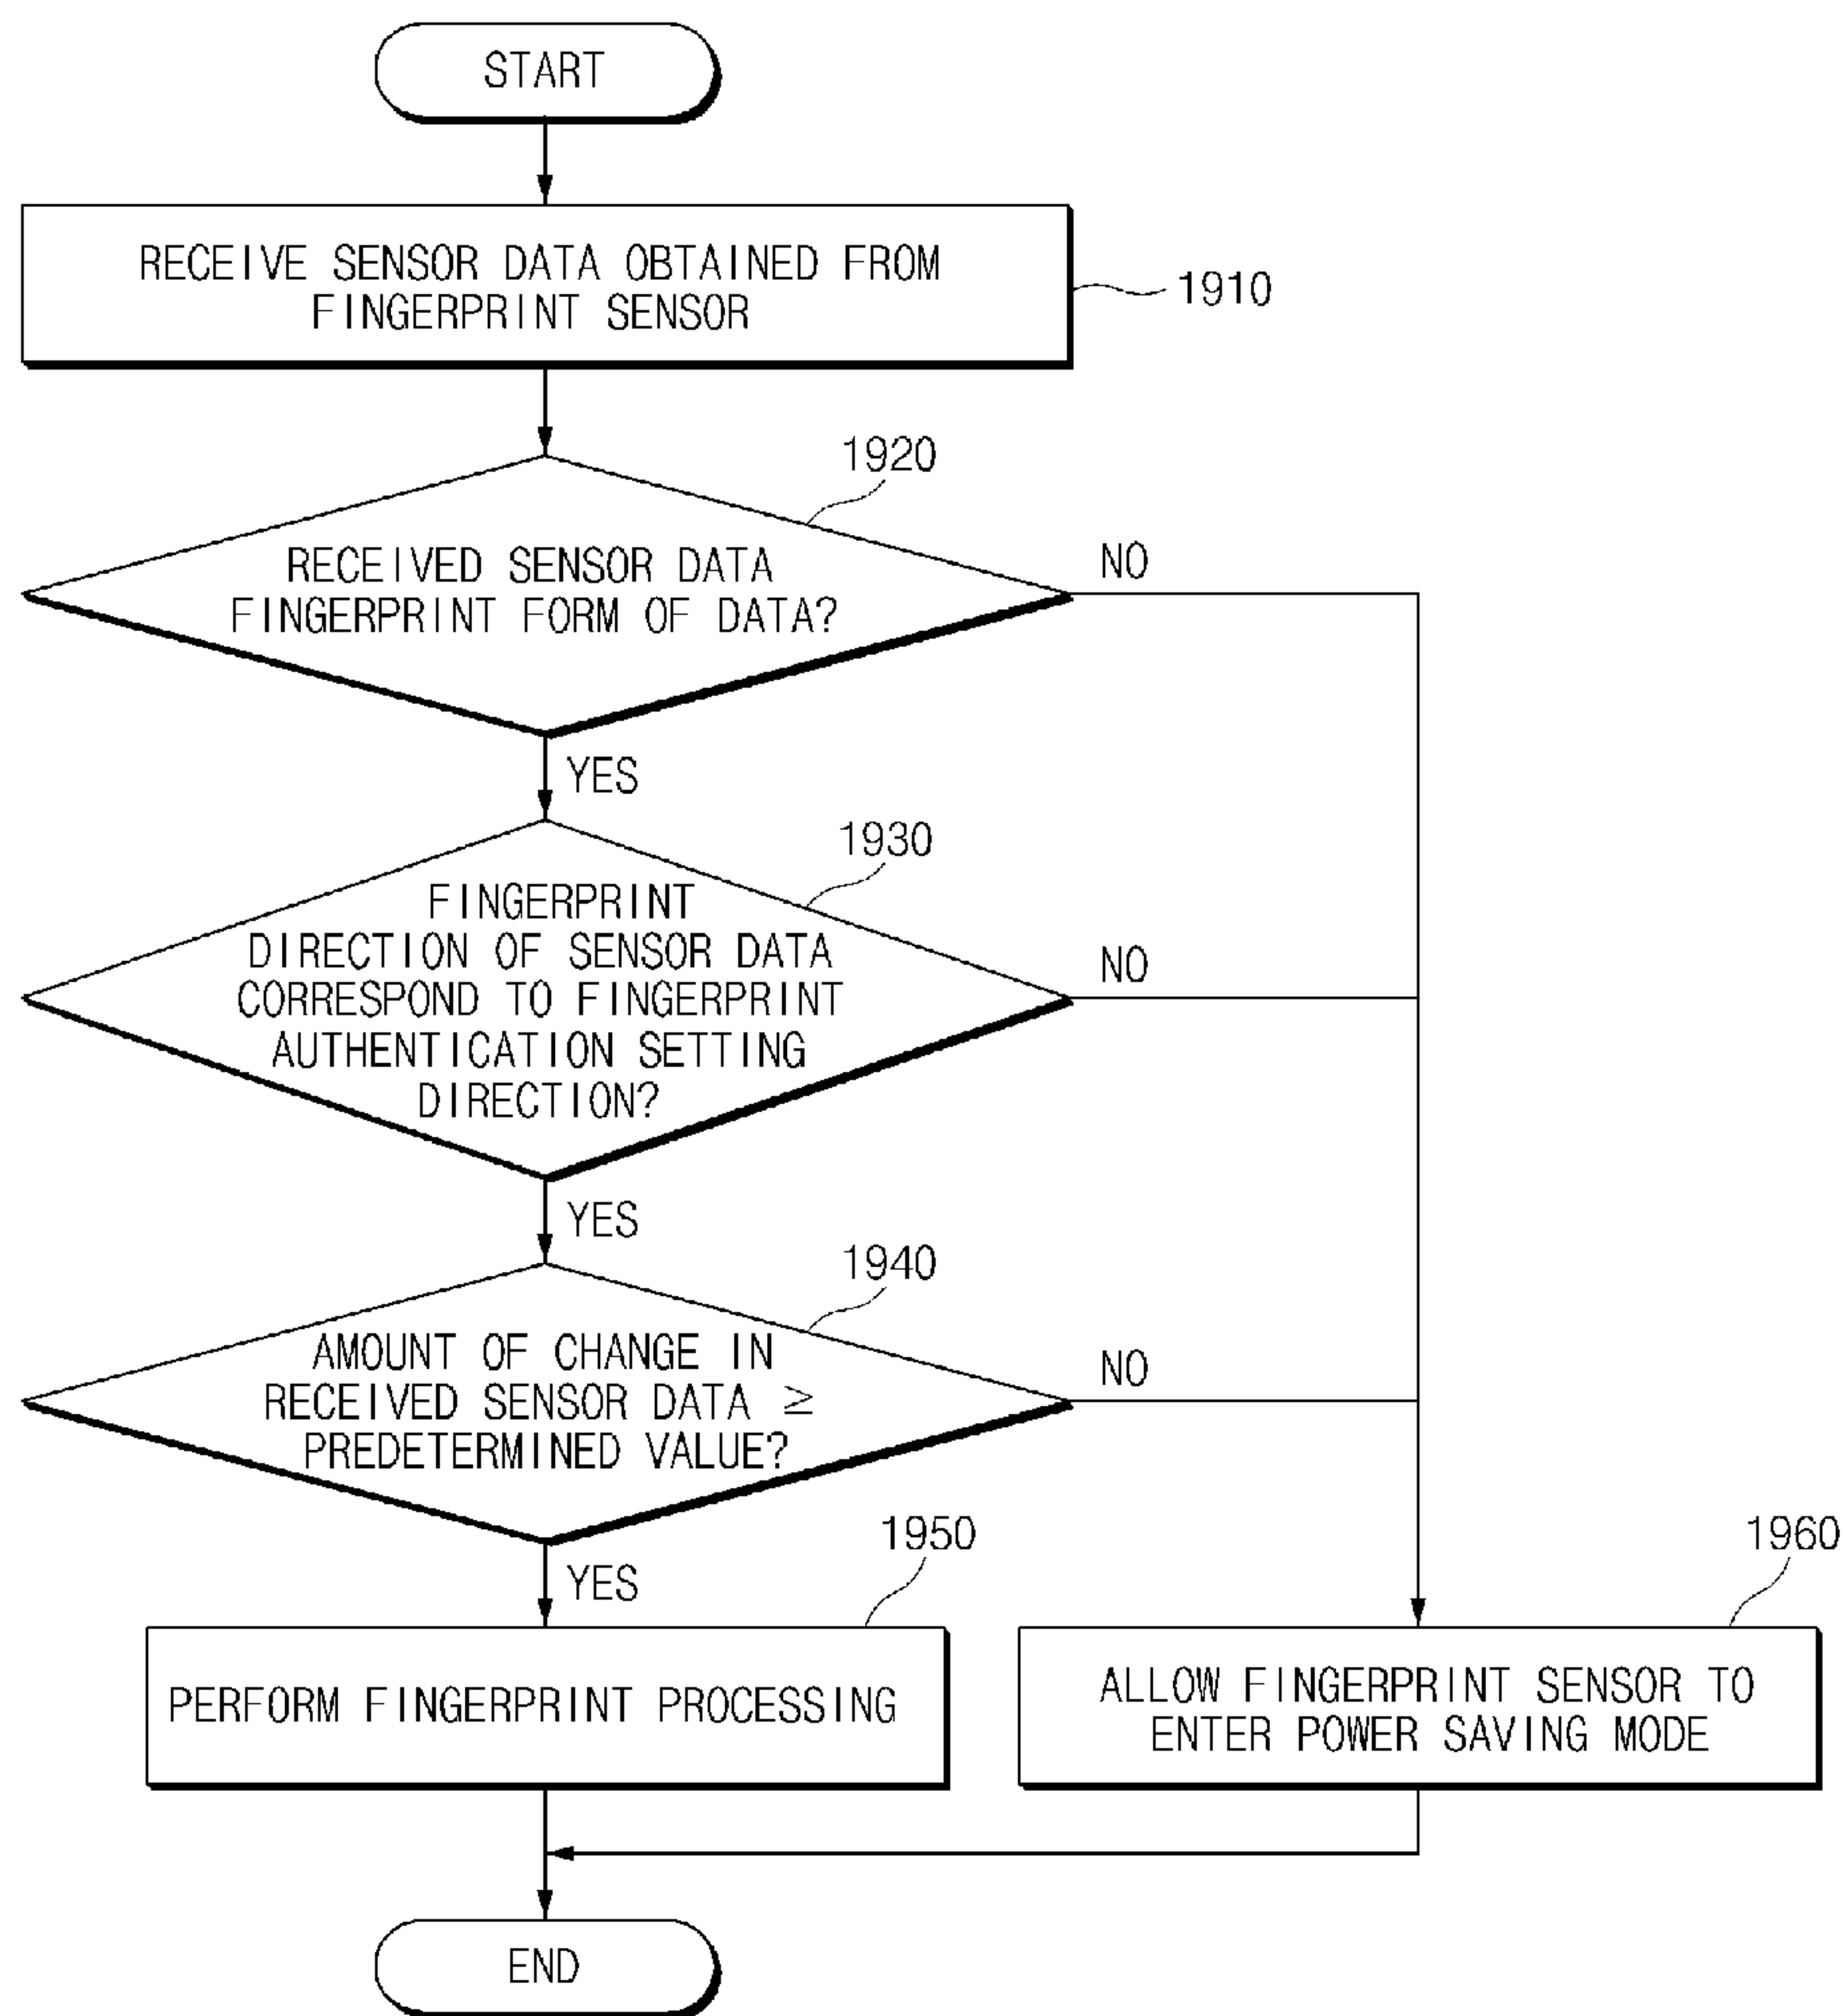 START
RECEIVE SENSOR DATA OBTAINED FROM
FINGERPRINT SENSOR
1910
1920
RECEIVED SENSOR DATA
FINGERPRINT FORM OF DATA?
NO
YES
1930
FINGERPRINT
DIRECTION OF SENSOR DATA
CORRESPOND TO FINGERPRINT
AUTHENTICATION SETTING
DIRECTION?
NO
YES
1940
AMOUNT OF CHANGE IN
RECEIVED SENSOR DATA ≥
PREDETERMINED VALUE?
NO
YES
1950
PERFORM FINGERPRINT PROCESSING
1960
ALLOW FINGERPRINT SENSOR TO
ENTER POWER SAVING MODE
END